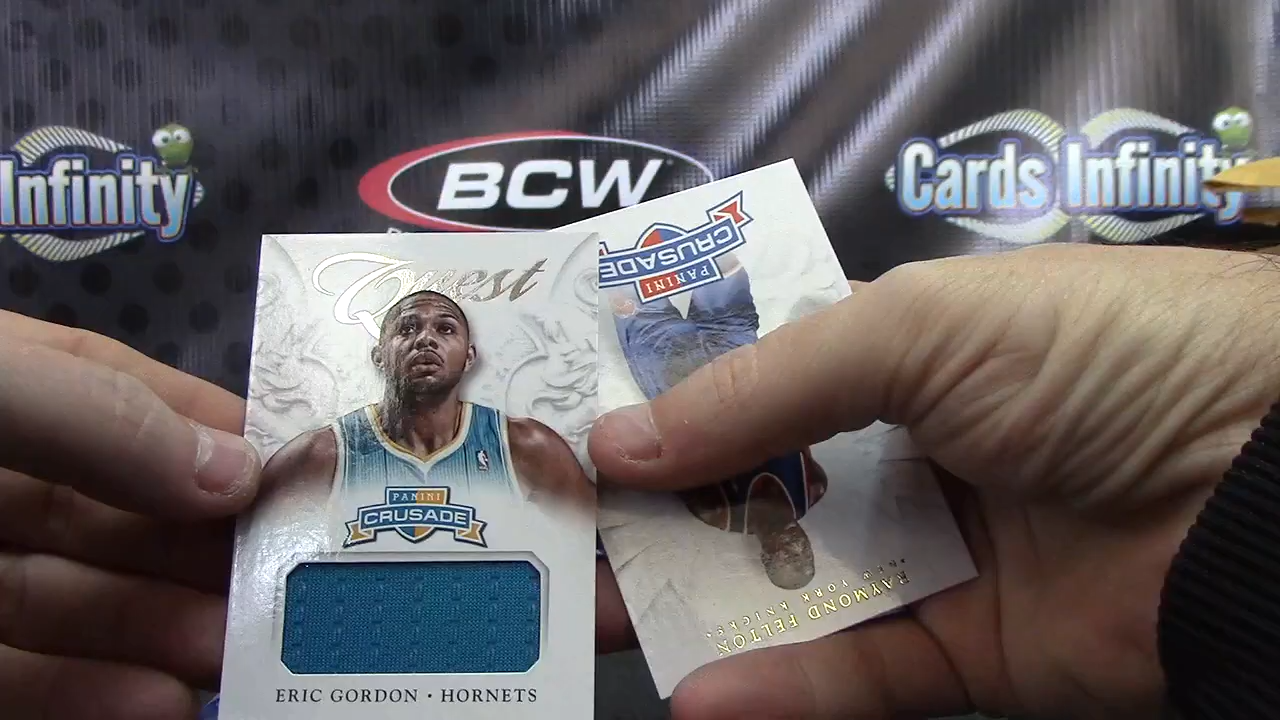 Infinity
BCW
Cards Infinity
Quest
PANINI
CRUSADE
ERIC GORDON · HORNETS
PANINI
CRUSADE
RAYMOND FELTON
NEW YORK KNICKS